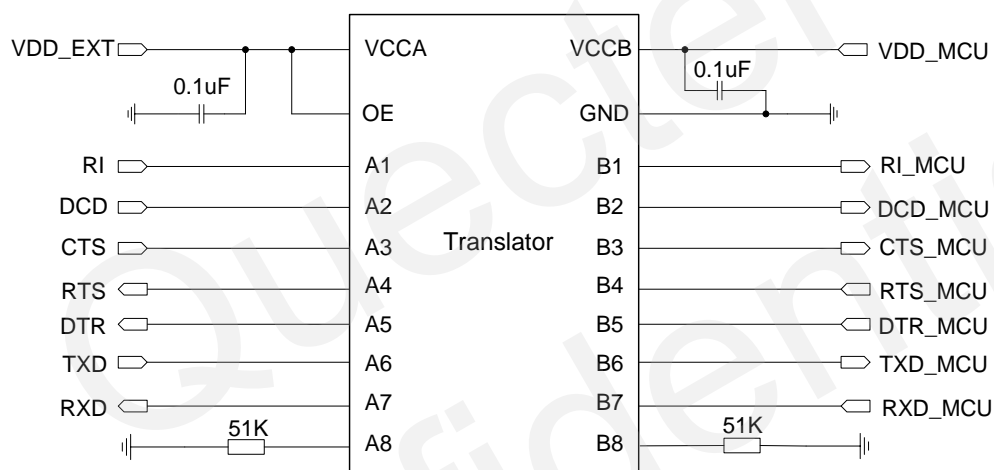 VDD_EXT VCCA VCCB VDD_MCU
0.1uF 0.1uF
OE GND
RI A1 B1 RI_MCU
DCD A2 B2 DCD_MCU
CTS A3 Translator B3 CTS_MCU
RTS A4 B4 RTS_MCU
DTR A5 B5 DTR_MCU
TXD A6 B6 TXD_MCU
RXD A7 B7 RXD_MCU
51K A8 B8 51K
Quectel